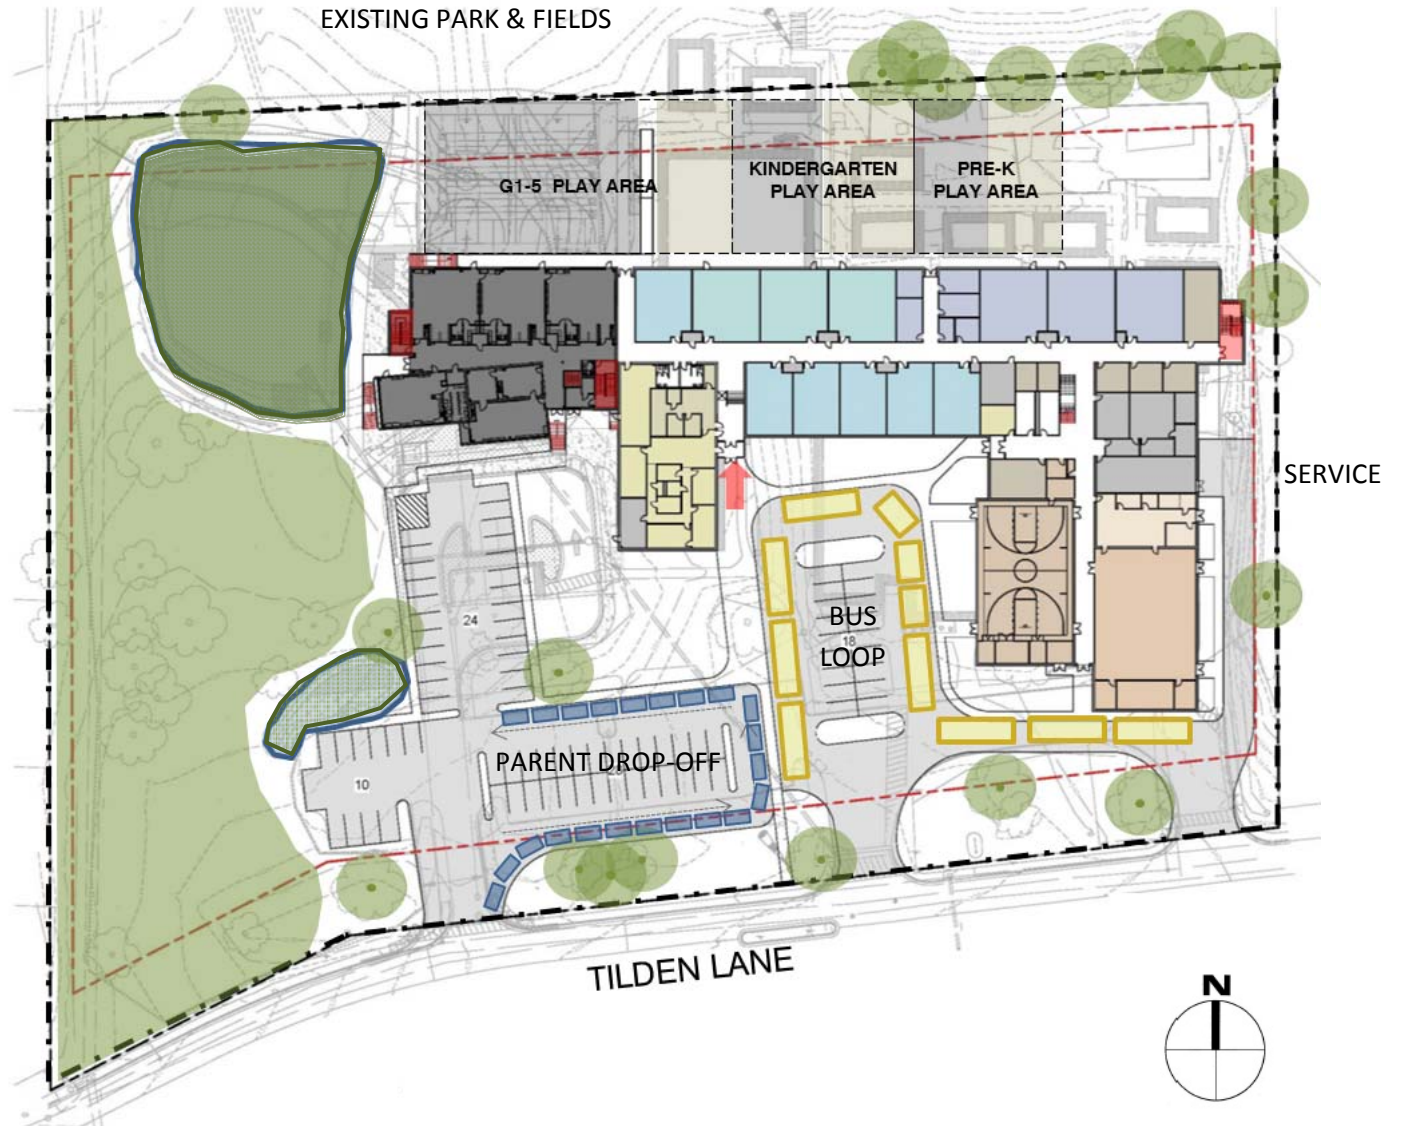 EXISTING PARK & FIELDS
G1-5 PLAY AREA
KINDERGARTEN
PLAY AREA
PRE-K
PLAY AREA
SERVICE
24
BUS
18
LOOP
PARENT DROP-OFF
10
TILDEN LANE
N